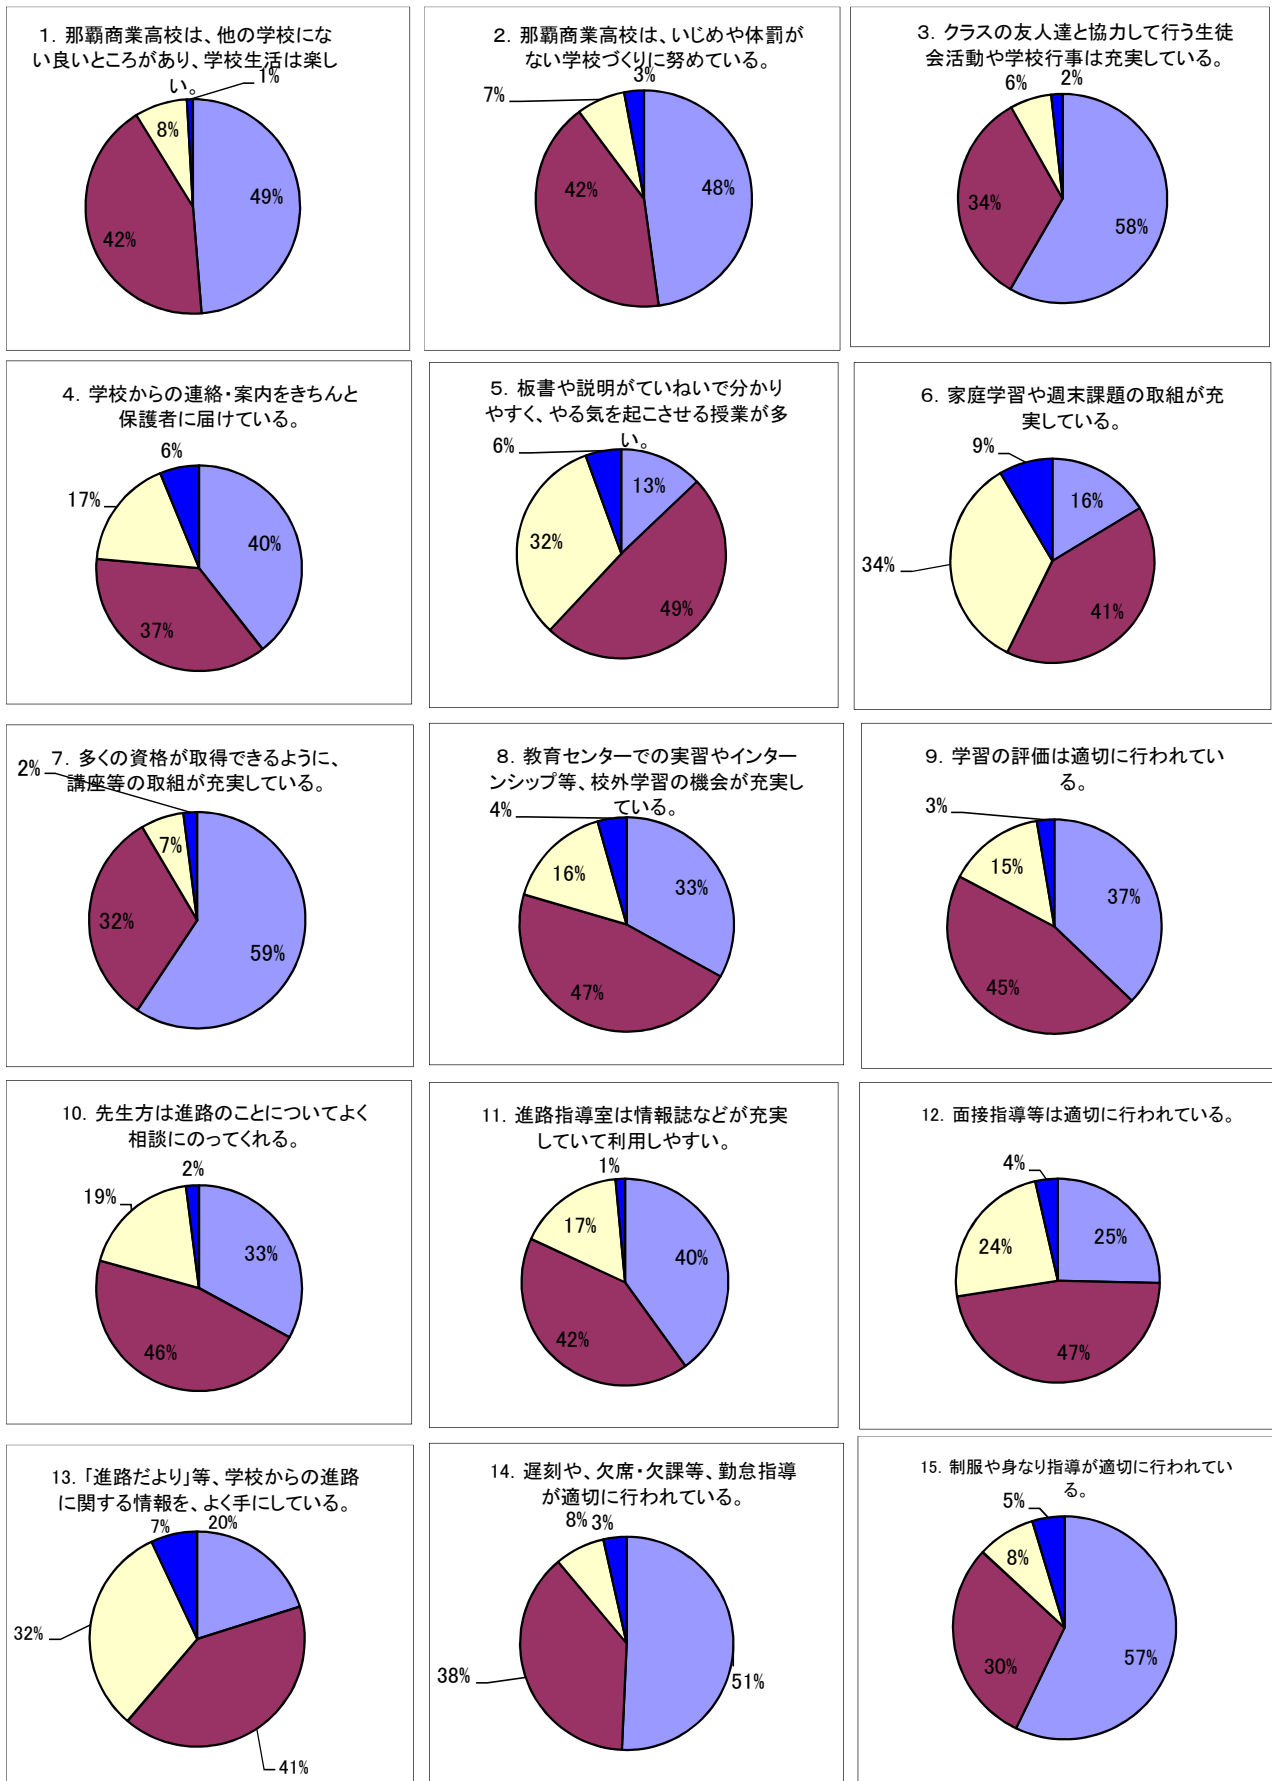 1．那覇商業高校は、他の学校にな
い良いところがあり、学校生活は楽し
い。
1%
8%
49%
42%
2．那覇商業高校は、いじめや体罰が
ない学校づくりに努めている。
3%
7%
42%
48%
3．クラスの友人達と協力して行う生徒
会活動や学校行事は充実している。
6%
2%
34%
58%
4．学校からの連絡・案内をきちんと
保護者に届けている。
6%
17%
40%
37%
5．板書や説明がていねいで分かり
やすく、やる気を起こさせる授業が多
い。
6%
13%
32%
49%
6．家庭学習や週末課題の取組が充
実している。
9%
16%
34%
41%
7．多くの資格が取得できるように、
講座等の取組が充実している。
2%
7%
32%
59%
8．教育センターでの実習やインター
ンシップ等、校外学習の機会が充実し
ている。
4%
16%
33%
47%
9．学習の評価は適切に行われてい
る。
3%
15%
37%
45%
10．先生方は進路のことについてよく
相談にのってくれる。
2%
19%
33%
46%
11．進路指導室は情報誌などが充実
していて利用しやすい。
1%
17%
40%
42%
12．面接指導等は適切に行われている。
4%
24%
25%
47%
13．「進路だより」等、学校からの進路
に関する情報を、よく手にしている。
7%
20%
32%
41%
14．遅刻や、欠席・欠課等、勤怠指導
が適切に行われている。
8%
3%
38%
51%
15．制服や身なり指導が適切に行われてい
る。
5%
8%
30%
57%